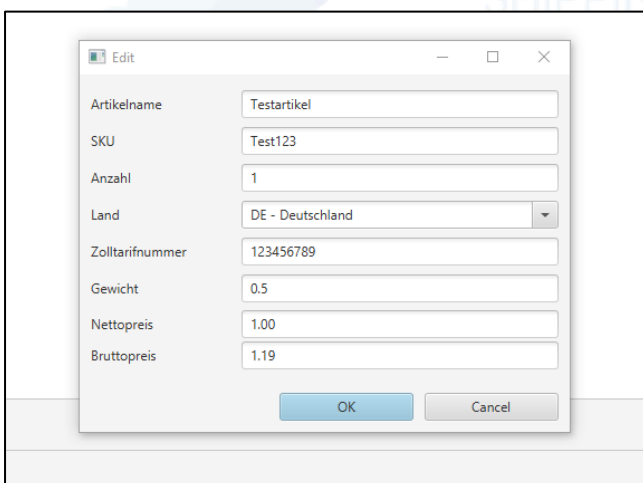 Edit
Artikelname Testartikel
SKU Test123
Anzahl 1
Land DE - Deutschland
Zolltarifnummer 123456789
Gewicht 0.5
Nettopreis 1.00
Bruttopreis 1.19
OK Cancel